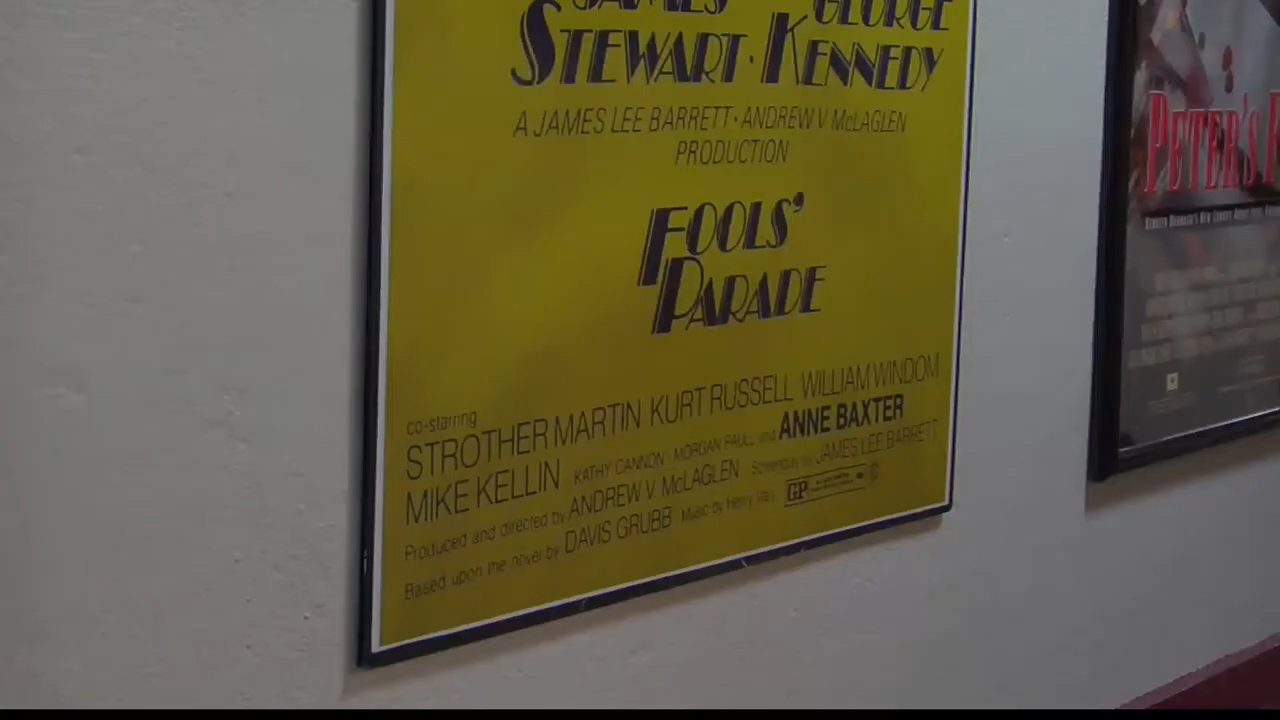 JAMES GEORGE
STEWART · KENNEDY
A JAMES LEE BARRETT · ANDREW V McLAGLEN
PRODUCTION
FOOLS'
PARADE
co-starring
STROTHER MARTIN KURT RUSSELL WILLIAM WINDOM
MIKE KELLIN KATHY CANNON · MORGAN PAULL and ANNE BAXTER
Produced and directed by ANDREW V. McLAGLEN Screenplay by JAMES LEE BARRETT
Based upon the novel by DAVIS GRUBB Music by Henry Vars GP
PETER'S